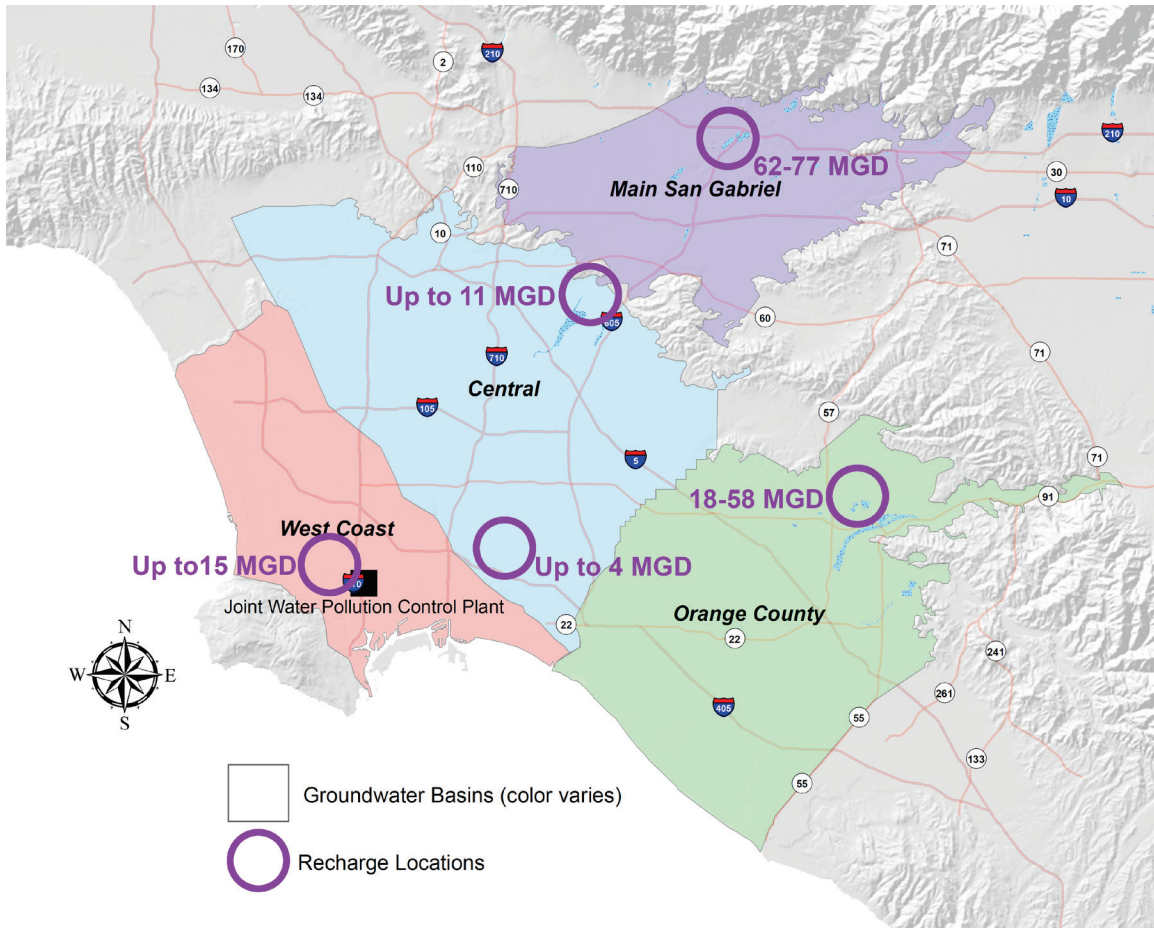 170
2
210
134
134
210
62-77 MGD
110
710
30
Main San Gabriel
10
10
71
Up to 11 MGD
605
60
710
71
Central
105
57
5
71
18-58 MGD
91
West Coast
Up to15 MGD
Up to 4 MGD
Joint Water Pollution Control Plant
Orange County
22
22
N
W
E
S
241
261
405
55
133
55
Groundwater Basins (color varies)
Recharge Locations